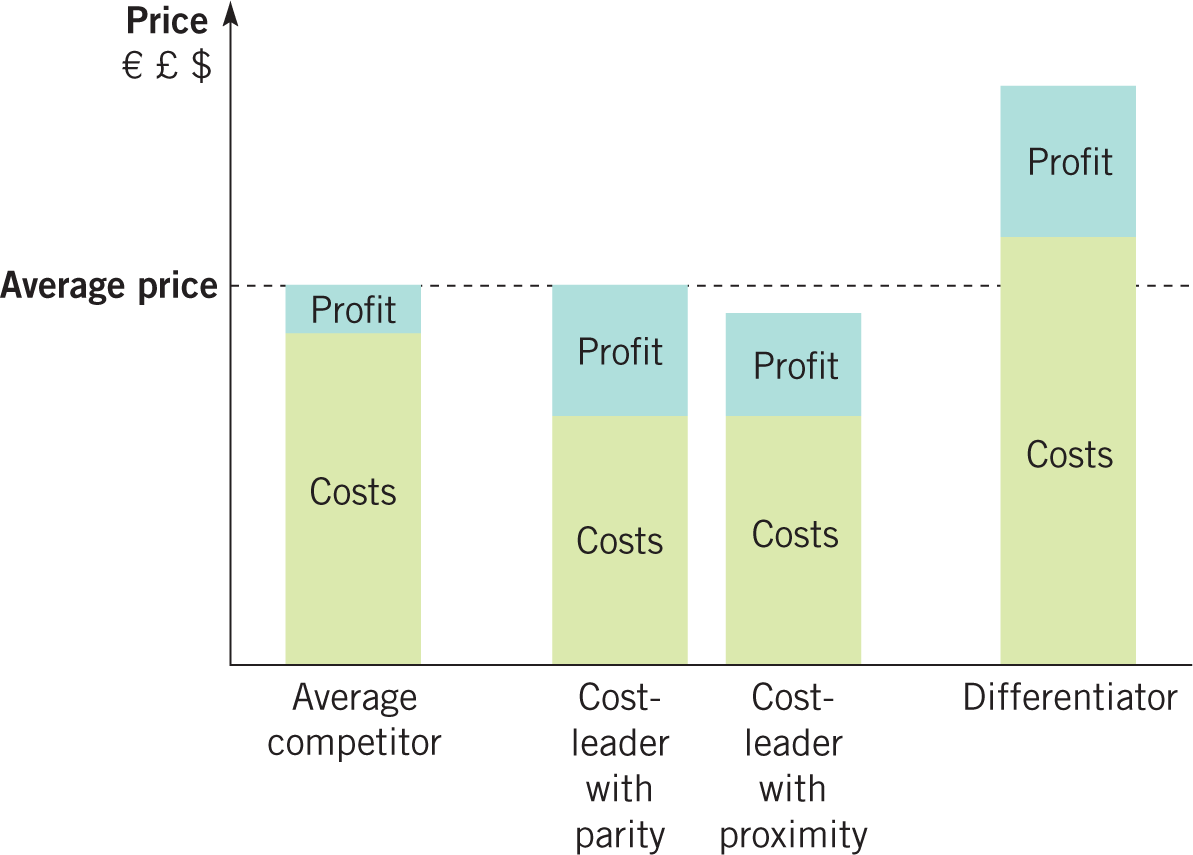 Price
€ £ $
Profit
Average price
Profit
Profit
Profit
Costs
Costs
Costs
Costs
Average
competitor
Cost-
leader
with
parity
Cost-
leader
with
proximity
Differentiator